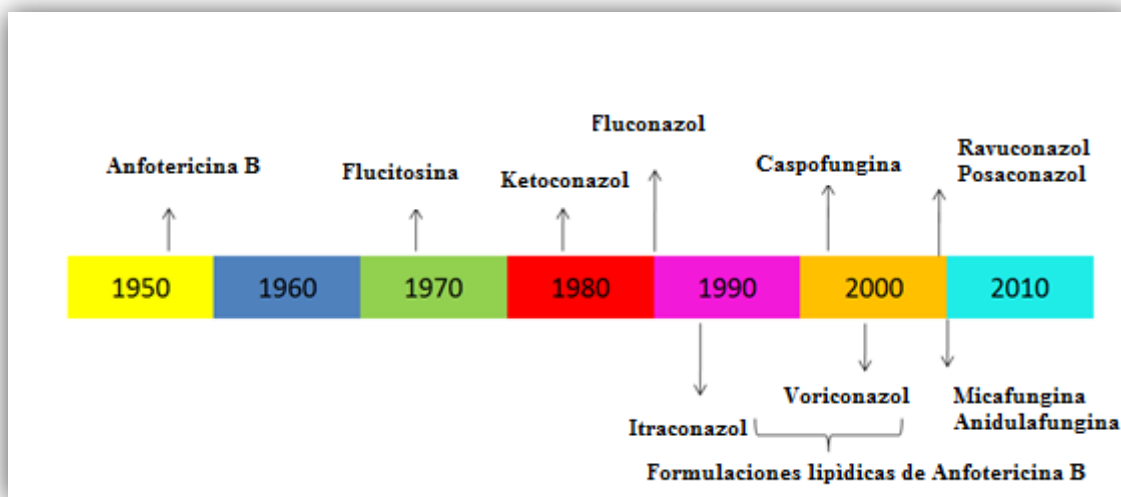 Fluconazol
Anfotericina B
Flucitosina
Ketoconazol
Caspofungina
Ravuconazol
Posaconazol
1950
1960
1970
1980
1990
2000
2010
Itraconazol
Voriconazol
Micafungina
Anidulafungina
Formulaciones lipìdicas de Anfotericina B